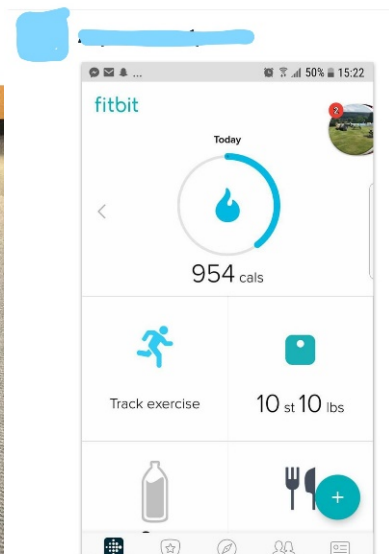 ... 50% 15:22
fitbit
2
Today
954 cals
Track exercise
10 st 10 lbs
+